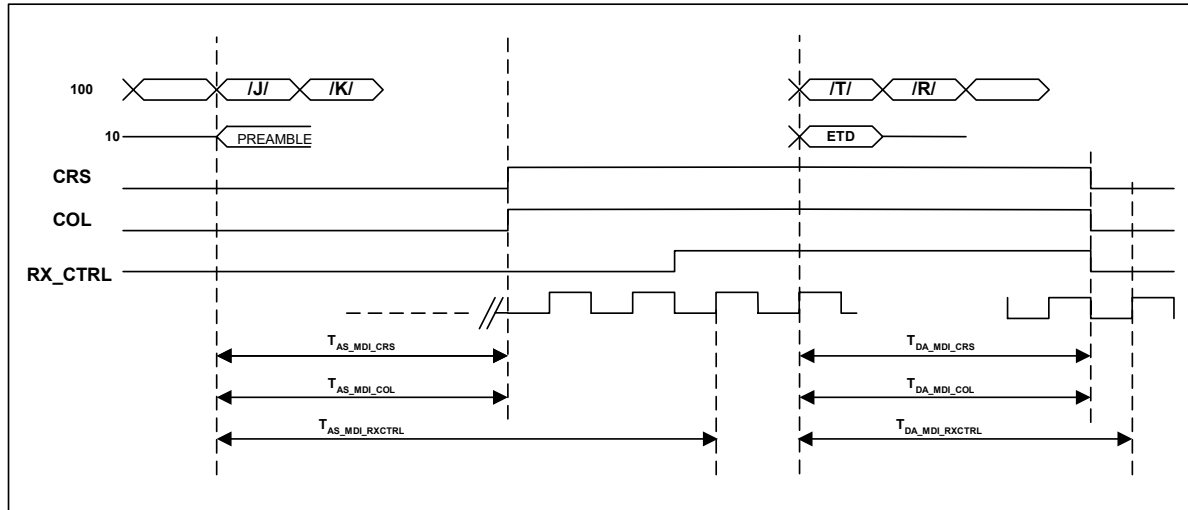 100 /J/ /K/ /T/ /R/
10 PREAMBLE ETD
CRS
COL
RX_CTRL
T_AS_MDI_CRS T_DA_MDI_CRS
T_AS_MDI_COL T_DA_MDI_COL
T_AS_MDI_RXCTRL T_DA_MDI_RXCTRL